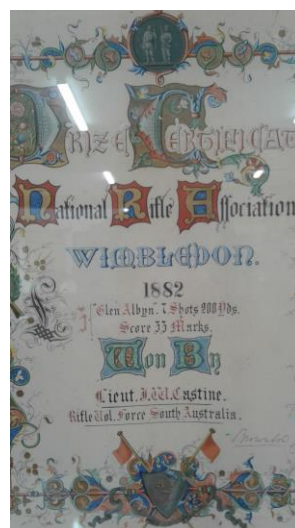 PRIZE CERTIFICAT
National Rifle Association
WIMBLEDON.
1882
"Glen Albyn". 7 Shots 200 Yds.
Score 33 Marks.
Won By
Lieut. J.W. Castine.
Rifle Vol. Force South Australia.